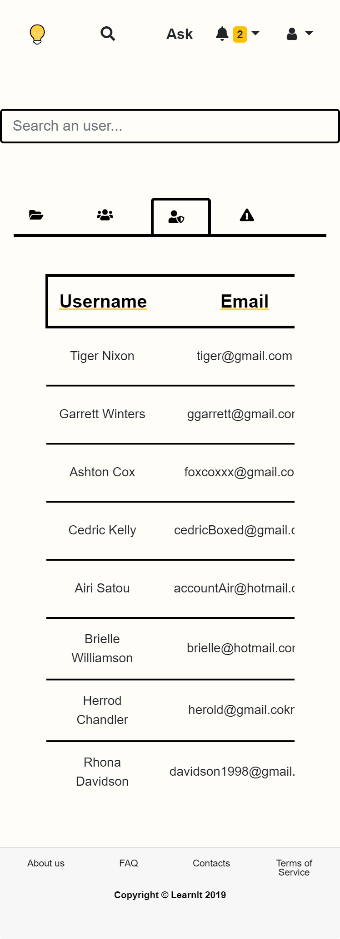 Ask
2
Search an user...
Username Email
Tiger Nixon tiger@gmail.com
Garrett Winters ggarrett@gmail.cor
Ashton Cox foxcoxxx@gmail.co
Cedric Kelly cedricBoxed@gmail.c
Airi Satou accountAir@hotmail.c
Brielle
Williamson
brielle@hotmail.cor
Herrod
Chandler
herold@gmail.cokr
Rhona
Davidson
davidson1998@gmail.
About us FAQ Contacts Terms of
Service
Copyright © LearnIt 2019